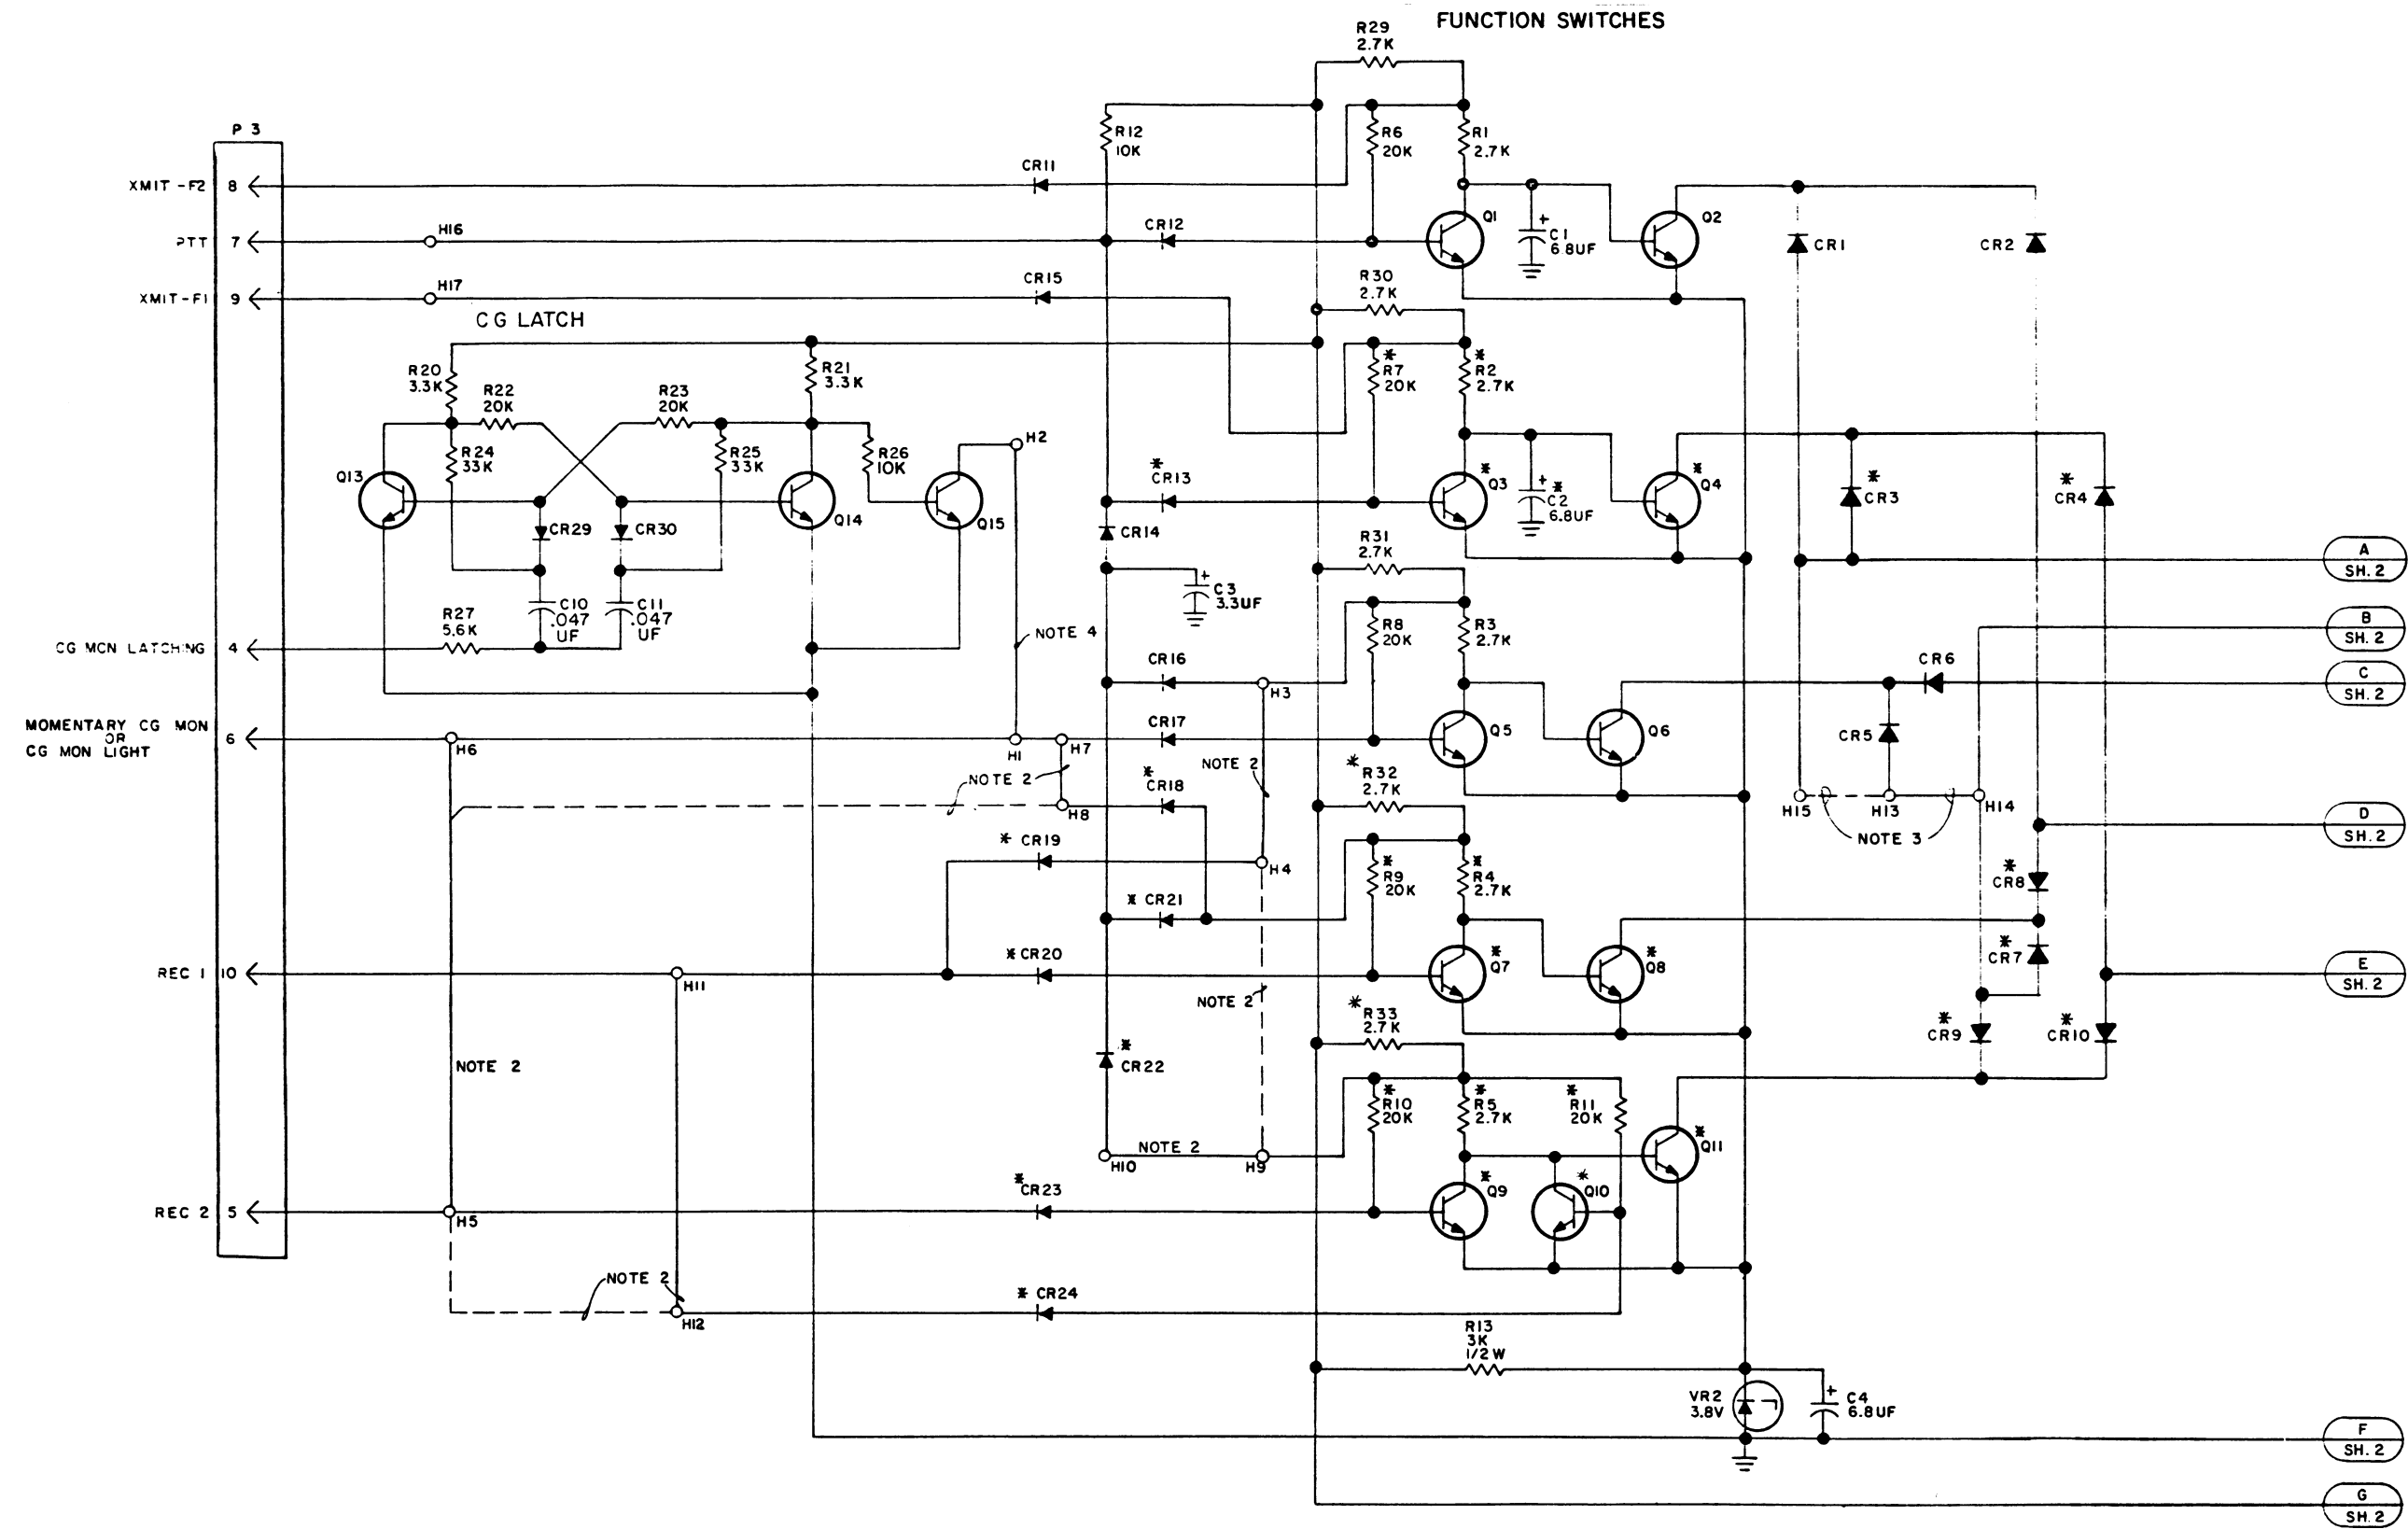 FUNCTION SWITCHES
R29
2.7K
P 3
R12
10K
R6
20K
R1
2.7K
XMIT -F2 8
CR11
Q1
+
C1
6.8UF
Q2
CR1
CR2
PTT 7
H16
CR12
XMIT-F1 9
H17
CR15
R30
2.7K
CG LATCH
R20
3.3K
R22
20K
R23
20K
R21
3.3K
*
R7
20K
*
R2
2.7K
R24
33K
R25
33K
R26
10K
H2
Q13
Q14
Q15
*
CR13
*
Q3
+ *
C2
6.8UF
*
Q4
*
CR3
*
CR4
CR29
CR30
CR14
R31
2.7K
A
SH.2
C10
.047
UF
C11
.047
UF
+
C3
3.3UF
R27
5.6K
CG MON LATCHING 4
NOTE 4
R8
20K
R3
2.7K
B
SH.2
CR16
H3
CR6
C
SH.2
MOMENTARY CG MON
OR
CG MON LIGHT
6
H6
H1
H7
CR17
Q5
Q6
CR5
NOTE 2
*
CR18
NOTE 2
*
R32
2.7K
H8
H15
H13
H14
NOTE 3
D
SH.2
* CR19
H4
*
R9
20K
*
R4
2.7K
*
CR8
* CR21
REC 1 10
H11
* CR20
*
Q7
*
Q8
*
CR7
E
SH.2
NOTE 2
*
R33
2.7K
*
CR9
*
CR10
NOTE 2
*
CR22
*
R10
20K
*
R5
2.7K
*
R11
20K
H10
NOTE 2
H9
*
Q11
REC 2 5
H5
*
CR23
*
Q9
*
Q10
NOTE 2
H12
* CR24
R13
3K
1/2W
VR2
3.8V
+
C4
6.8UF
F
SH.2
G
SH.2